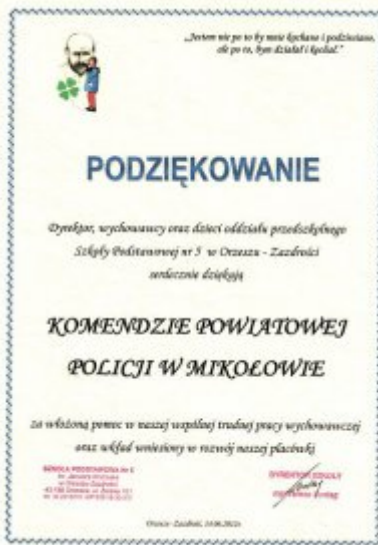 „Jestem nie po to by mnie kochano i podziwiano,
ale po to, bym działał i kochał."
PODZIĘKOWANIE
Dyrektor, wychowawcy oraz dzieci oddziału przedszkolnego
Szkoły Podstawowej nr 5 w Orzeszu - Zazdrości
serdecznie dziękują
KOMENDZIE POWIATOWEJ
POLICJI W MIKOŁOWIE
za włożoną pomoc w naszej wspólnej trudnej pracy wychowawczej
oraz wkład wniesiony w rozwój naszej placówki
SZKOŁA PODSTAWOWA Nr 5
DYREKTOR SZKOŁY